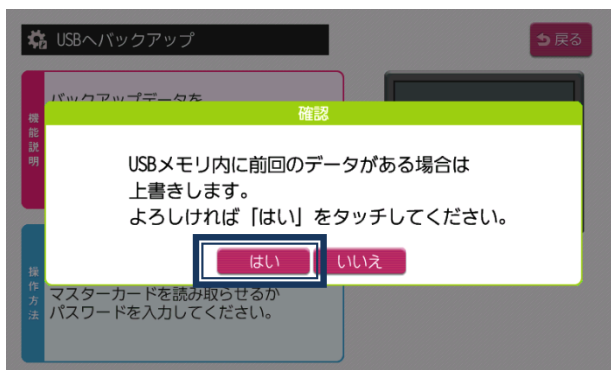 USBへバックアップ
戻る
機能説明
バックアップデータを
確認
USBメモリ内に前回のデータがある場合は
上書きします。
よろしければ「はい」をタッチしてください。
はい
いいえ
操作方法
マスターカードを読み取らせるか
パスワードを入力してください。